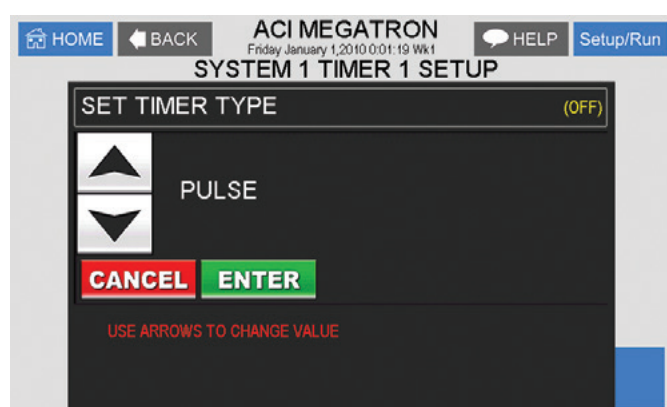 HOME BACK ACI MEGATRON HELP Setup/Run
Friday January 1,2010 0:01:19 Wk1
SYSTEM 1 TIMER 1 SETUP
SET TIMER TYPE (OFF)
PULSE
CANCEL ENTER
USE ARROWS TO CHANGE VALUE